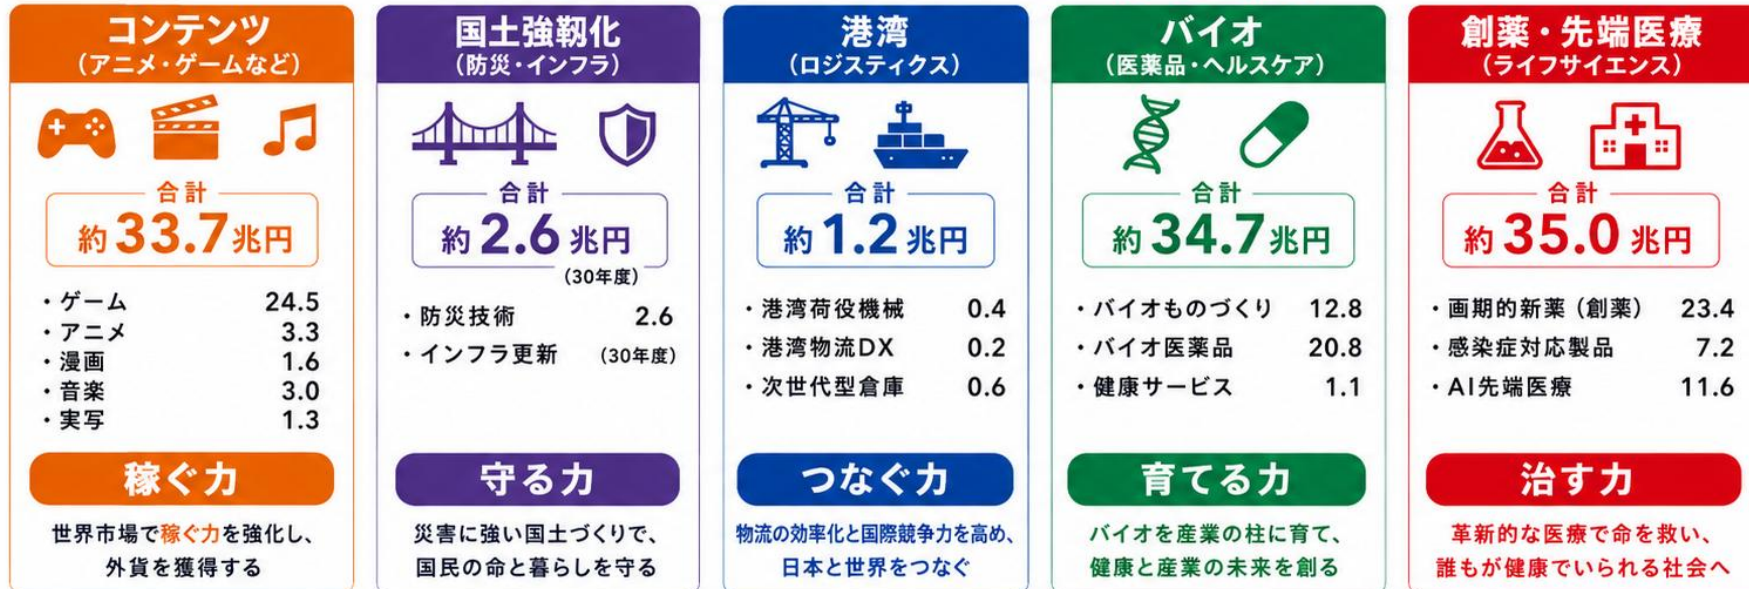 コンテンツ
（アニメ・ゲームなど）
合計
約33.7兆円
・ゲーム 24.5
・アニメ 3.3
・漫画 1.6
・音楽 3.0
・実写 1.3
稼ぐ力
世界市場で稼ぐ力を強化し、
外貨を獲得する
国土強靱化
（防災・インフラ）
合計
約2.6兆円
（30年度）
・防災技術 2.6
・インフラ更新 （30年度）
守る力
災害に強い国土づくりで、
国民の命と暮らしを守る
港湾
（ロジスティクス）
合計
約1.2兆円
・港湾荷役機械 0.4
・港湾物流DX 0.2
・次世代型倉庫 0.6
つなぐ力
物流の効率化と国際競争力を高め、
日本と世界をつなぐ
バイオ
（医薬品・ヘルスケア）
合計
約34.7兆円
・バイオものづくり 12.8
・バイオ医薬品 20.8
・健康サービス 1.1
育てる力
バイオを産業の柱に育て、
健康と産業の未来を創る
創薬・先端医療
（ライフサイエンス）
合計
約35.0兆円
・画期的新薬（創薬） 23.4
・感染症対応製品 7.2
・AI先端医療 11.6
治す力
革新的な医療で命を救い、
誰もが健康でいられる社会へ